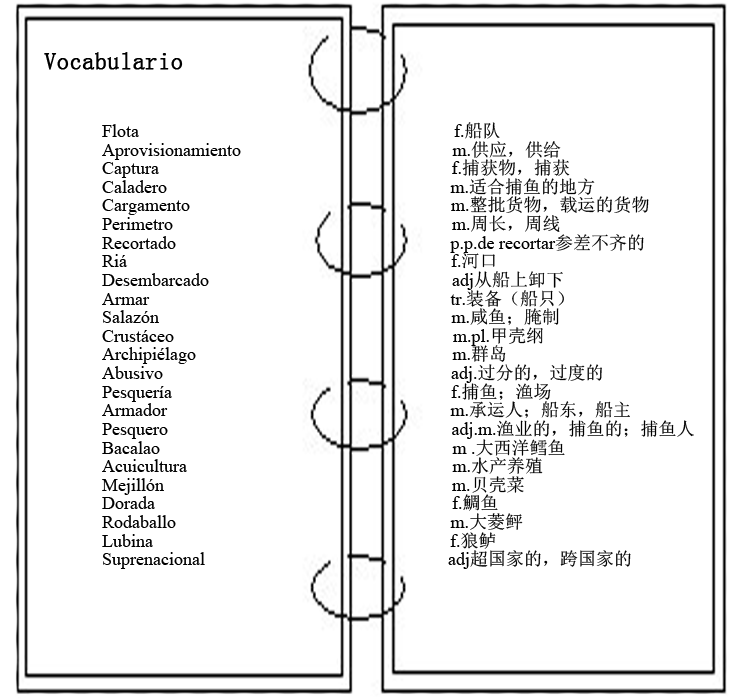 Vocabulario
Flota f.船队
Aprovisionamiento m.供应，供给
Captura f.捕获物，捕获
Caladero m.适合捕鱼的地方
Cargamento m.整批货物，载运的货物
Perimetro m.周长，周线
Recortado p.p.de recortar参差不齐的
Riá f.河口
Desembarcado adj从船上卸下
Armar tr.装备（船只）
Salazón m.咸鱼；腌制
Crustáceo m.pl.甲壳纲
Archipiélago m.群岛
Abusivo adj.过分的，过度的
Pesquería f.捕鱼；渔场
Armador m.承运人；船东，船主
Pesquero adj.m.渔业的，捕鱼的；捕鱼人
Bacalao m .大西洋鳕鱼
Acuicultura m.水产养殖
Mejillón m.贝壳菜
Dorada f.鲷鱼
Rodaballo m.大菱鲆
Lubina f.狼鲈
Suprenacional adj超国家的，跨国家的